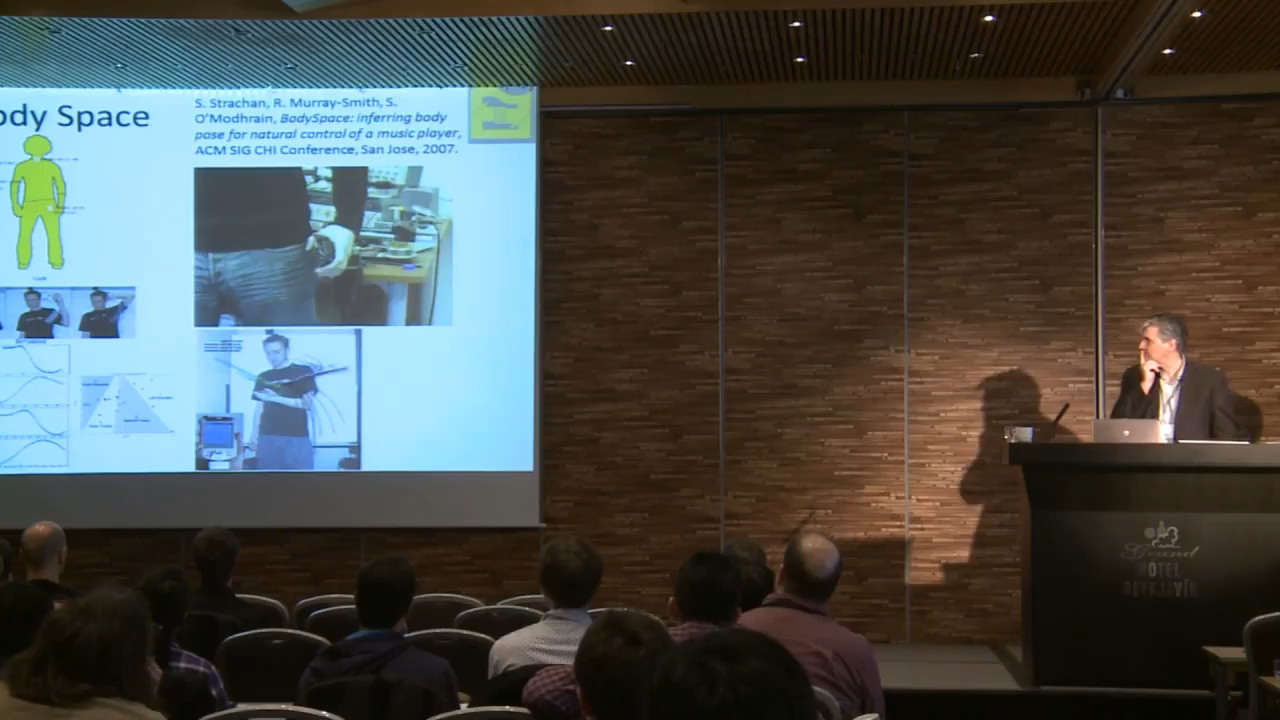 ody Space
S. Strachan, R. Murray-Smith, S.
O'Modhrain, BodySpace: inferring body
pose for natural control of a music player,
ACM SIG CHI Conference, San Jose, 2007.
Grand
HÓTEL
REYKJAVÍK